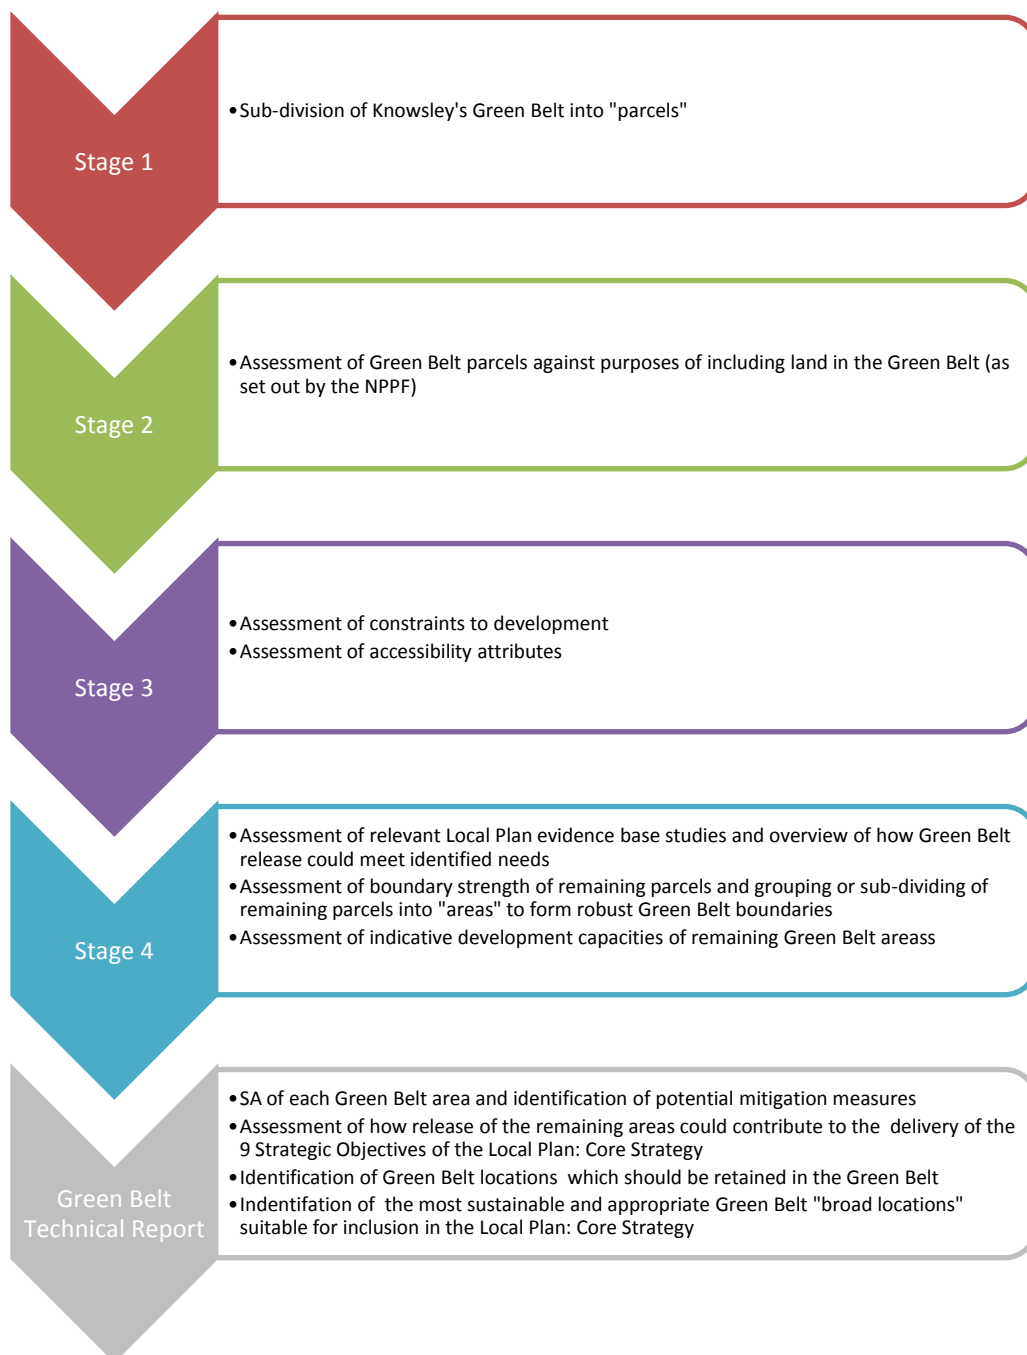 Stage 1
•Sub-division of Knowsley's Green Belt into "parcels"
Stage 2
•Assessment of Green Belt parcels against purposes of including land in the Green Belt (as
set out by the NPPF)
Stage 3
•Assessment of constraints to development
•Assessment of accessibility attributes
Stage 4
•Assessment of relevant Local Plan evidence base studies and overview of how Green Belt
release could meet identified needs
•Assessment of boundary strength of remaining parcels and grouping or sub-dividing of
remaining parcels into "areas" to form robust Green Belt boundaries
•Assessment of indicative development capacities of remaining Green Belt areass
Green Belt
Technical Report
•SA of each Green Belt area and identification of potential mitigation measures
•Assessment of how release of the remaining areas could contribute to the delivery of the
9 Strategic Objectives of the Local Plan: Core Strategy
•Identification of Green Belt locations which should be retained in the Green Belt
•Indentifation of the most sustainable and appropriate Green Belt "broad locations"
suitable for inclusion in the Local Plan: Core Strategy